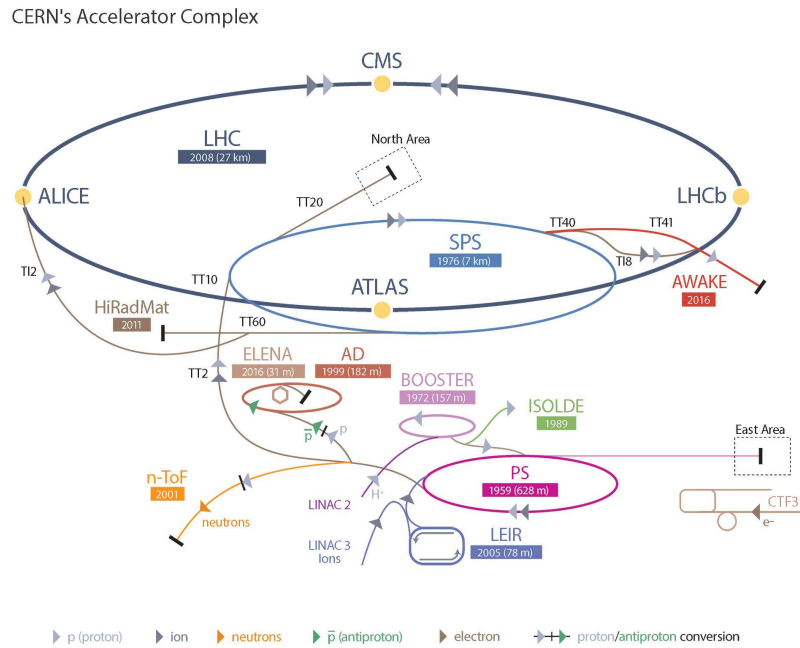 CERN's Accelerator Complex
CMS
LHC
2008 (27 km)
North Area
ALICE
TT20
LHCb
TT40
TT41
SPS
1976 (7 km)
TI8
TI2
TT10
ATLAS
AWAKE
2016
HiRadMat
2011
TT60
ELENA
2016 (31 m)
AD
1999 (182 m)
TT2
BOOSTER
1972 (157 m)
ISOLDE
1989
p̅
p
East Area
n-ToF
2001
PS
1959 (628 m)
H⁻
LINAC 2
neutrons
CTF3
e⁻
LEIR
2005 (78 m)
LINAC 3
Ions
p (proton)
ion
neutrons
p̅ (antiproton)
electron
proton/antiproton conversion